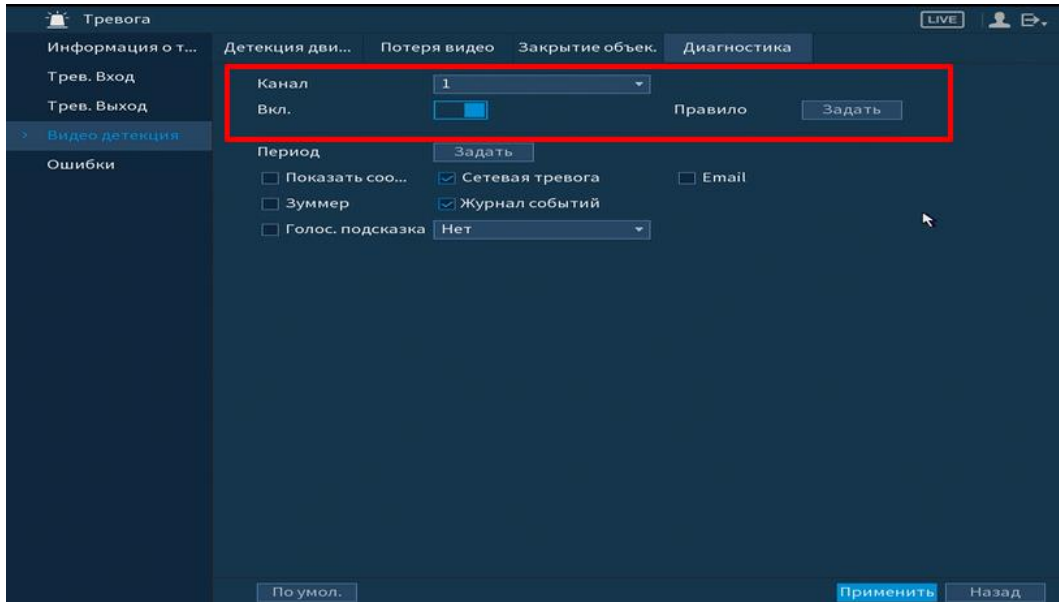 Тревога LIVE
Информация о т... Детекция дви... Потеря видео Закрытие объек. Диагностика
Трев. Вход
Трев. Выход
Видео детекция
Ошибки
Канал 1
Вкл. Правило Задать
Период Задать
Показать соо... Сетевая тревога Email
Зуммер Журнал событий
Голос. подсказка Нет
По умол. Применить Назад